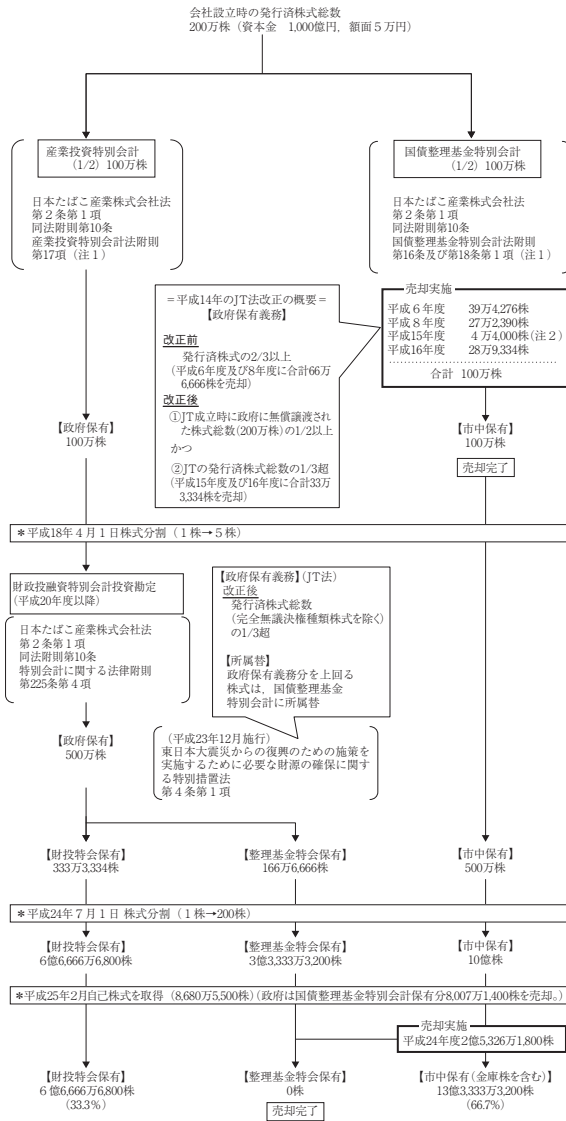 会社設立時の発行済株式総数
200万株（資本金　1,000億円，額面５万円）
産業投資特別会計
(1/2) 100万株
日本たばこ産業株式会社法
第２条第１項
同法附則第10条
産業投資特別会計法附則
第17項（注１）
国債整理基金特別会計
(1/2) 100万株
日本たばこ産業株式会社法
第２条第１項
同法附則第10条
国債整理基金特別会計法附則
第16条及び第18条第１項（注１）
売却実施
平成６年度　39万4,276株
平成８年度　27万2,390株
平成15年度　４万4,000株(注２)
平成16年度　28万9,334株
合計　100万株
＝平成14年のJT法改正の概要＝
【政府保有義務】
改正前
発行済株式の2/3以上
(平成６年度及び８年度に合計66万
6,666株を売却)
改正後
①JT成立時に政府に無償譲渡され
た株式総数(200万株)の1/2以上
かつ
②JTの発行済株式総数の1/3超
(平成15年度及び16年度に合計33万
3,334株を売却)
【政府保有】
100万株
【市中保有】
100万株
売却完了
＊平成18年４月１日株式分割（１株→５株）
財政投融資特別会計投資勘定
(平成20年度以降)
日本たばこ産業株式会社法
第２条第１項
同法附則第10条
特別会計に関する法律附則
第225条第４項
【政府保有義務】(JT法)
改正後
発行済株式総数
(完全無議決権種類株式を除く)
の1/3超
【所属替】
政府保有義務分を上回る
株式は，国債整理基金
特別会計に所属替
【政府保有】
500万株
(平成23年12月施行)
東日本大震災からの復興のための施策を
実施するために必要な財源の確保に関す
る特別措置法
第４条第１項
【財投特会保有】
333万3,334株
【整理基金特会保有】
166万6,666株
【市中保有】
500万株
＊平成24年７月１日 株式分割（１株→200株）
【財投特会保有】
6億6,666万6,800株
【整理基金特会保有】
3億3,333万3,200株
【市中保有】
10億株
＊平成25年２月自己株式を取得（8,680万5,500株）(政府は国債整理基金特別会計保有分8,007万1,400株を売却。)
売却実施
平成24年度2億5,326万1,800株
【財投特会保有】
６億6,666万6,800株
(33.3％)
【整理基金特会保有】
0株
売却完了
【市中保有(金庫株を含む)】
13億3,333万3,200株
(66.7％)